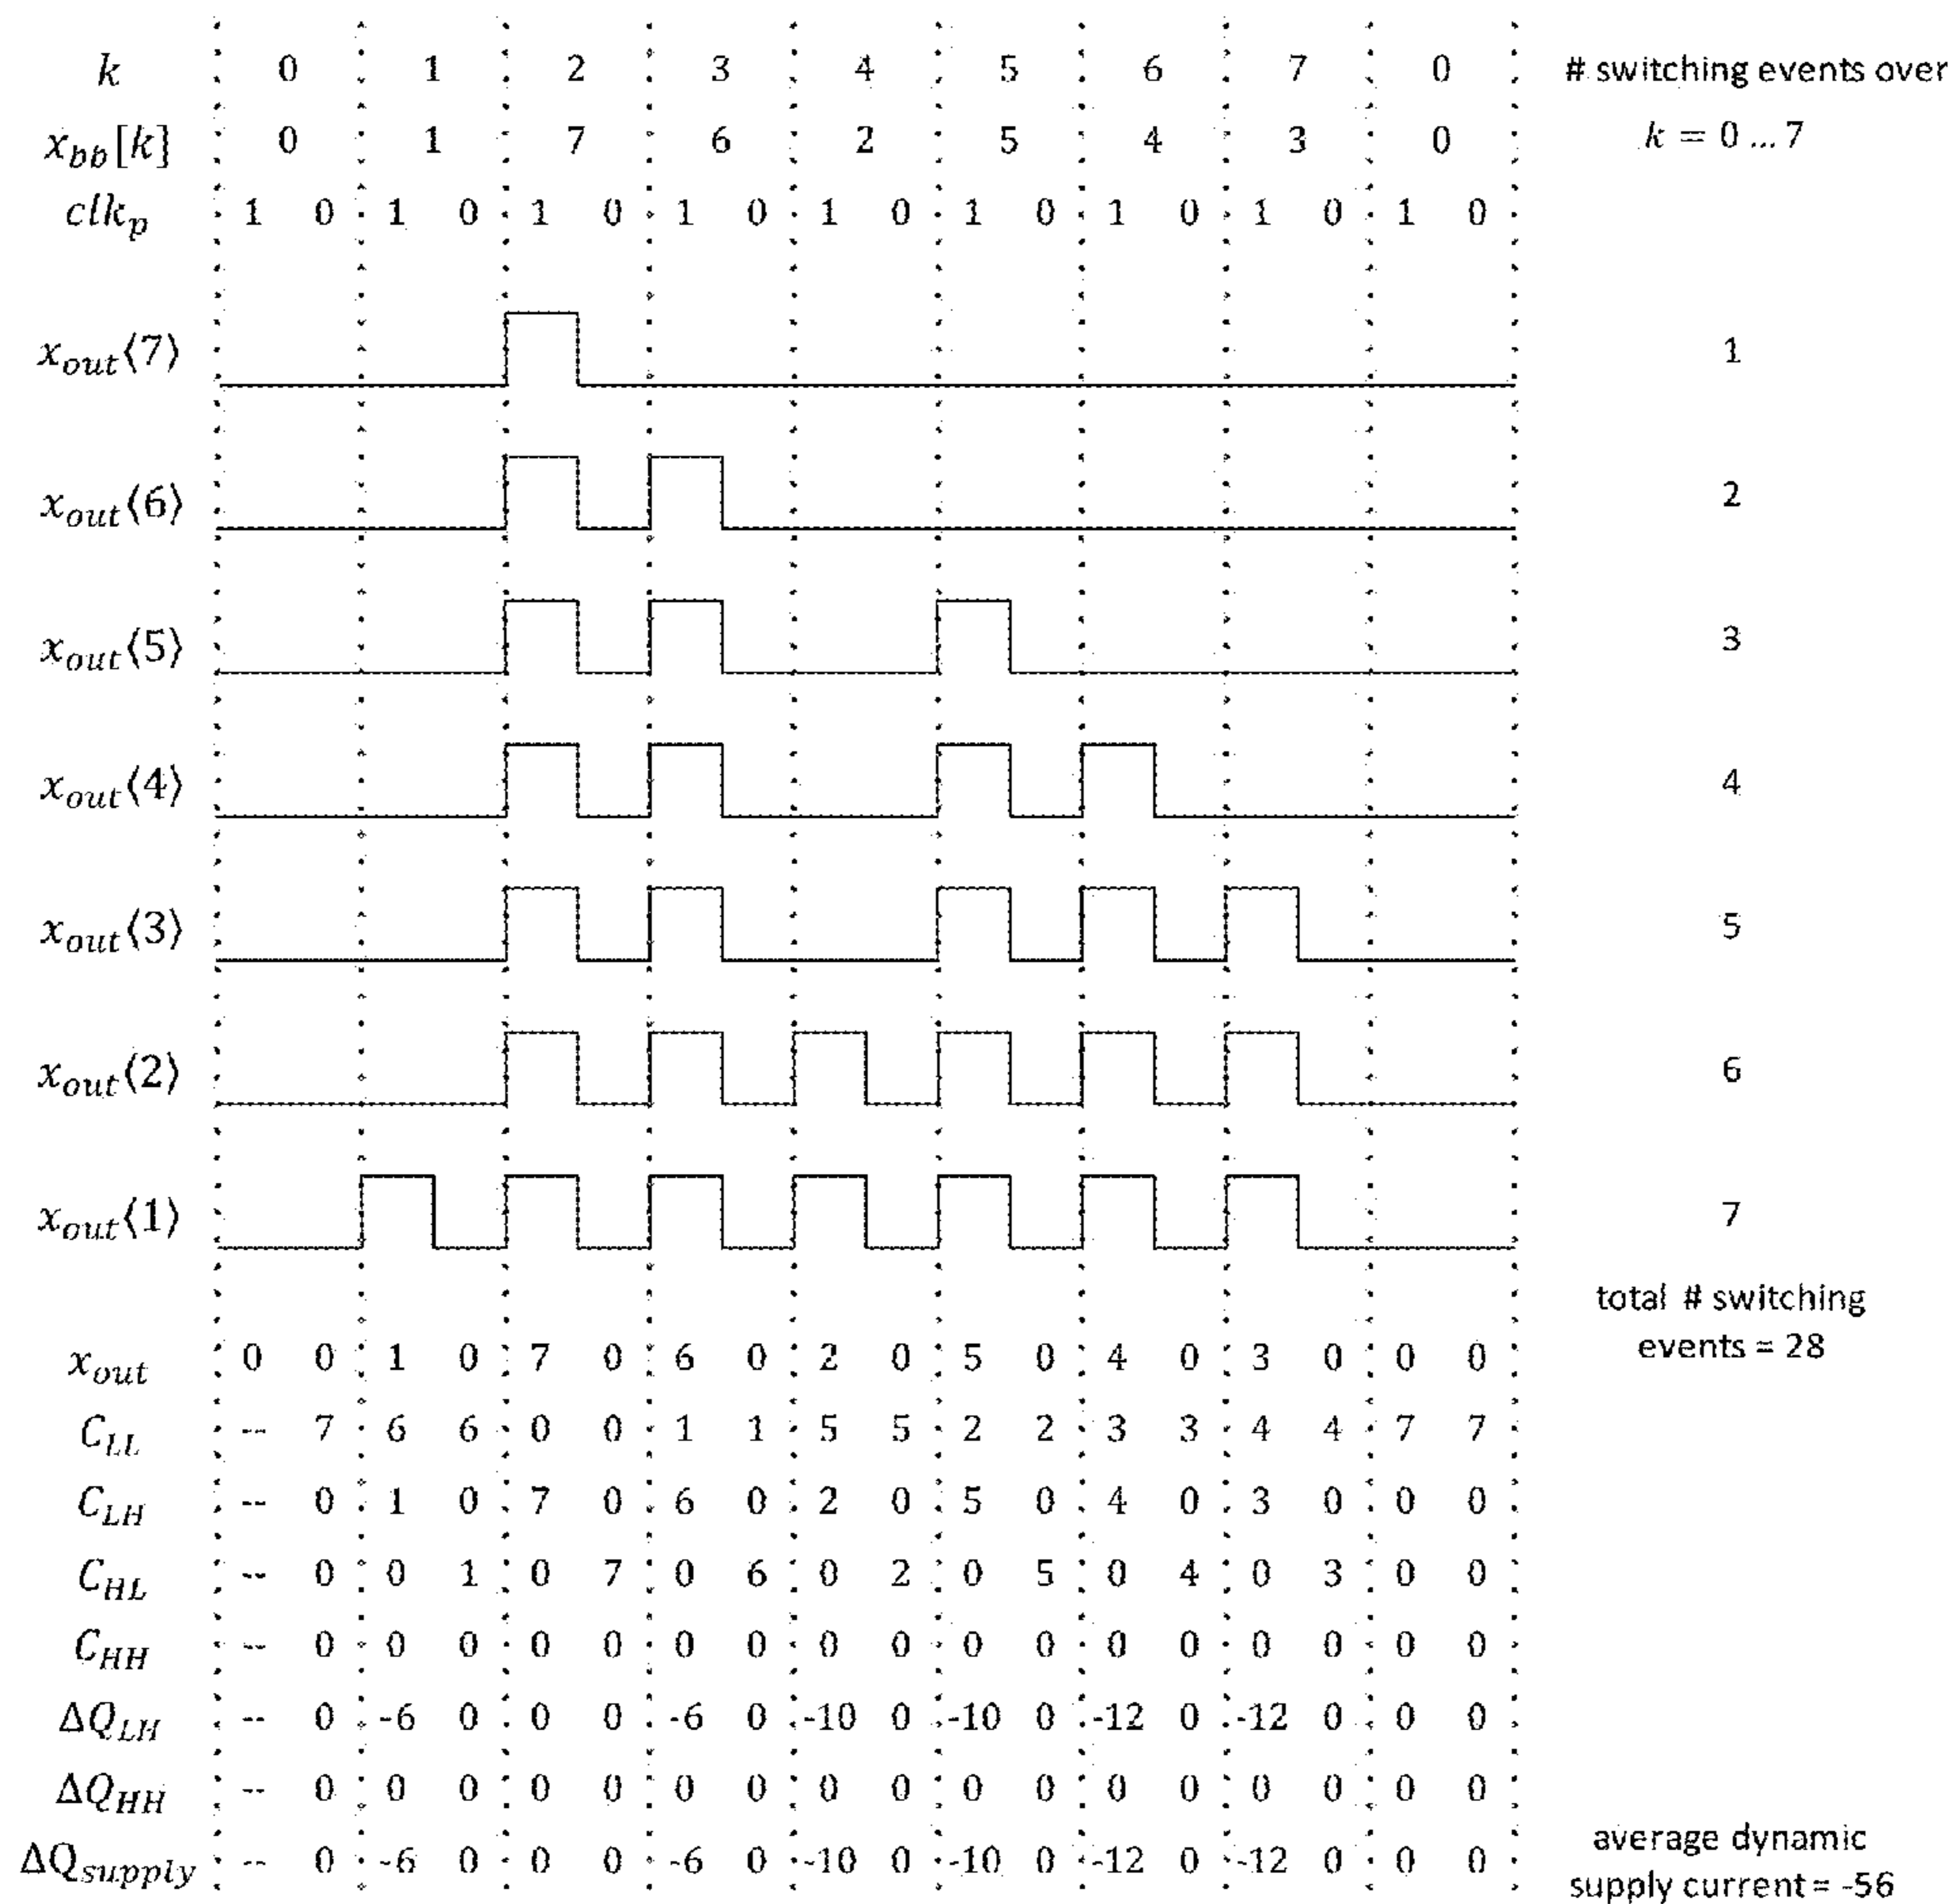 k 0 1 2 3 4 5 6 7 0 # switching events over
x_bb[k] 0 1 7 6 2 5 4 3 0 k = 0 ... 7
clk_p 1 0 1 0 1 0 1 0 1 0 1 0 1 0 1 0 1 0
x_out⟨7⟩ 1
x_out⟨6⟩ 2
x_out⟨5⟩ 3
x_out⟨4⟩ 4
x_out⟨3⟩ 5
x_out⟨2⟩ 6
x_out⟨1⟩ 7
total # switching
events = 28
x_out 0 0 1 0 7 0 6 0 2 0 5 0 4 0 3 0 0 0
C_LL -- 7 6 6 0 0 1 1 5 5 2 2 3 3 4 4 7 7
C_LH -- 0 1 0 7 0 6 0 2 0 5 0 4 0 3 0 0 0
C_HL -- 0 0 1 0 7 0 6 0 2 0 5 0 4 0 3 0 0
C_HH -- 0 0 0 0 0 0 0 0 0 0 0 0 0 0 0 0 0
ΔQ_LH -- 0 -6 0 0 0 -6 0 -10 0 -10 0 -12 0 -12 0 0 0
ΔQ_HH -- 0 0 0 0 0 0 0 0 0 0 0 0 0 0 0 0 0
ΔQ_supply -- 0 -6 0 0 0 -6 0 -10 0 -10 0 -12 0 -12 0 0 0
average dynamic
supply current = -56